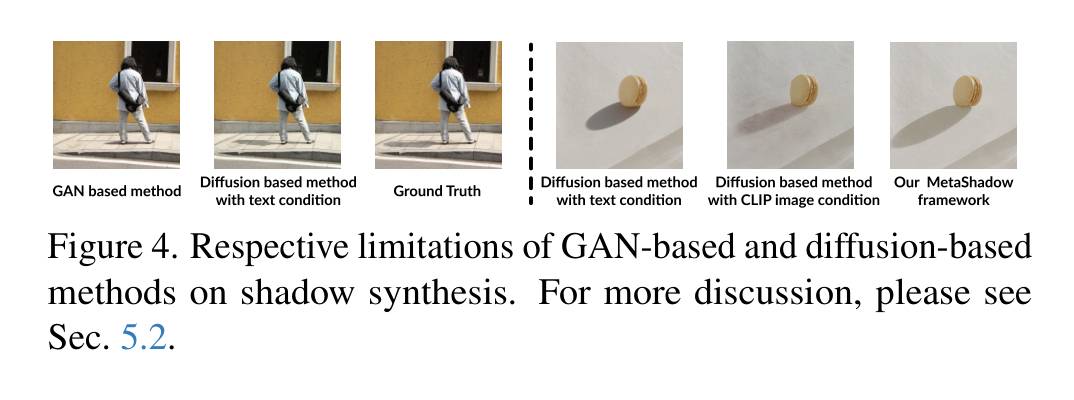 GAN based method
Diffusion based method
with text condition
Ground Truth
Diffusion based method
with text condition
Diffusion based method
with CLIP image condition
Our MetaShadow
framework
Figure 4. Respective limitations of GAN-based and diffusion-based
methods on shadow synthesis. For more discussion, please see
Sec. 5.2.